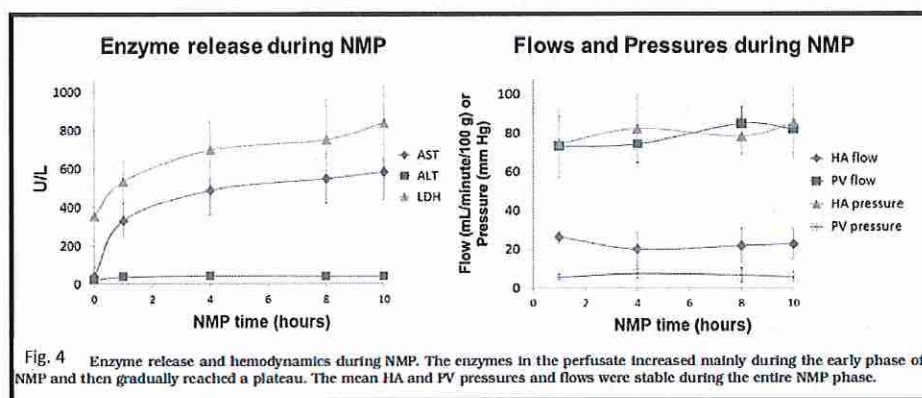 Enzyme release during NMP
1000
800
600
400
200
0
U/L
0
2
4
6
8
10
NMP time (hours)
AST
ALT
LDH
Flows and Pressures during NMP
100
80
60
40
20
0
Flow (mL/minute/100 g) or
Pressure (mm Hg)
0
2
4
6
8
10
NMP time (hours)
HA flow
PV flow
HA pressure
PV pressure
Fig. 4 Enzyme release and hemodynamics during NMP. The enzymes in the perfusate increased mainly during the early phase of
NMP and then gradually reached a plateau. The mean HA and PV pressures and flows were stable during the entire NMP phase.